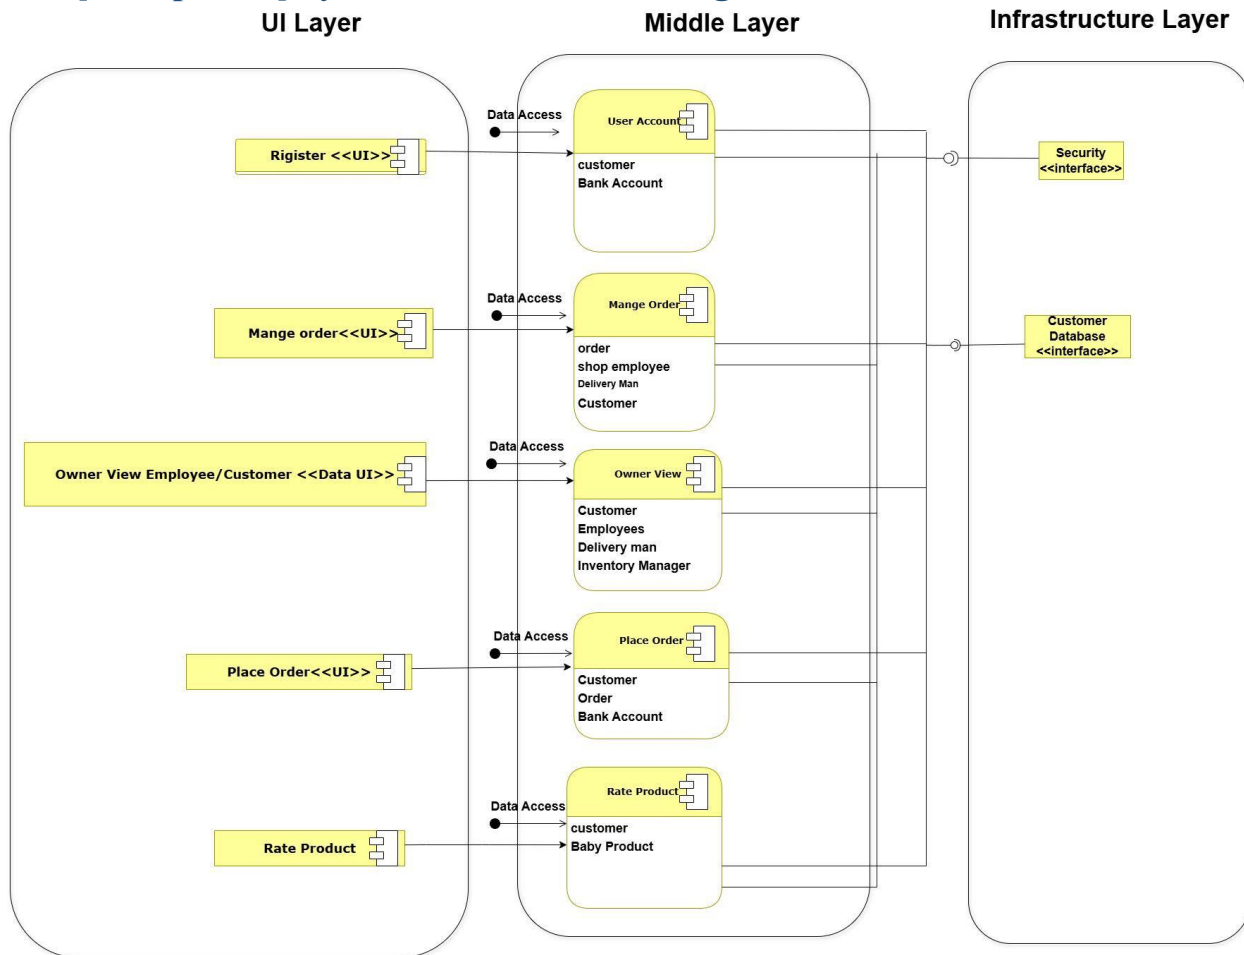 UI Layer
Middle Layer
Infrastructure Layer
Data Access
User Account
Rigister <<UI>>
customer
Bank Account
Security
<<interface>>
Data Access
Mange Order
Mange order<<UI>>
order
shop employee
Delivery Man
Customer
Customer
Database
<<interface>>
Data Access
Owner View Employee/Customer <<Data UI>>
Owner View
Customer
Employees
Delivery man
Inventory Manager
Data Access
Place Order
Place Order<<UI>>
Customer
Order
Bank Account
Data Access
Rate Product
Rate Product
customer
Baby Product